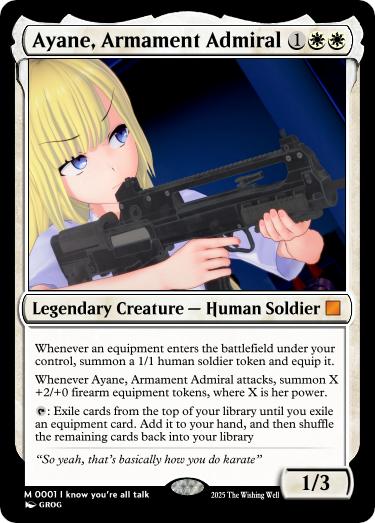 Ayane, Armament Admiral 1
Legendary Creature — Human Soldier
Whenever an equipment enters the battlefield under your
control, summon a 1/1 human soldier token and equip it.
Whenever Ayane, Armament Admiral attacks, summon X
+2/+0 firearm equipment tokens, where X is her power.
: Exile cards from the top of your library until you exile
an equipment card. Add it to your hand, and then shuffle
the remaining cards back into your library
“So yeah, that’s basically how you do karate”
1/3
M 0001 I know you’re all talk
GROG
2025 The Wishing Well